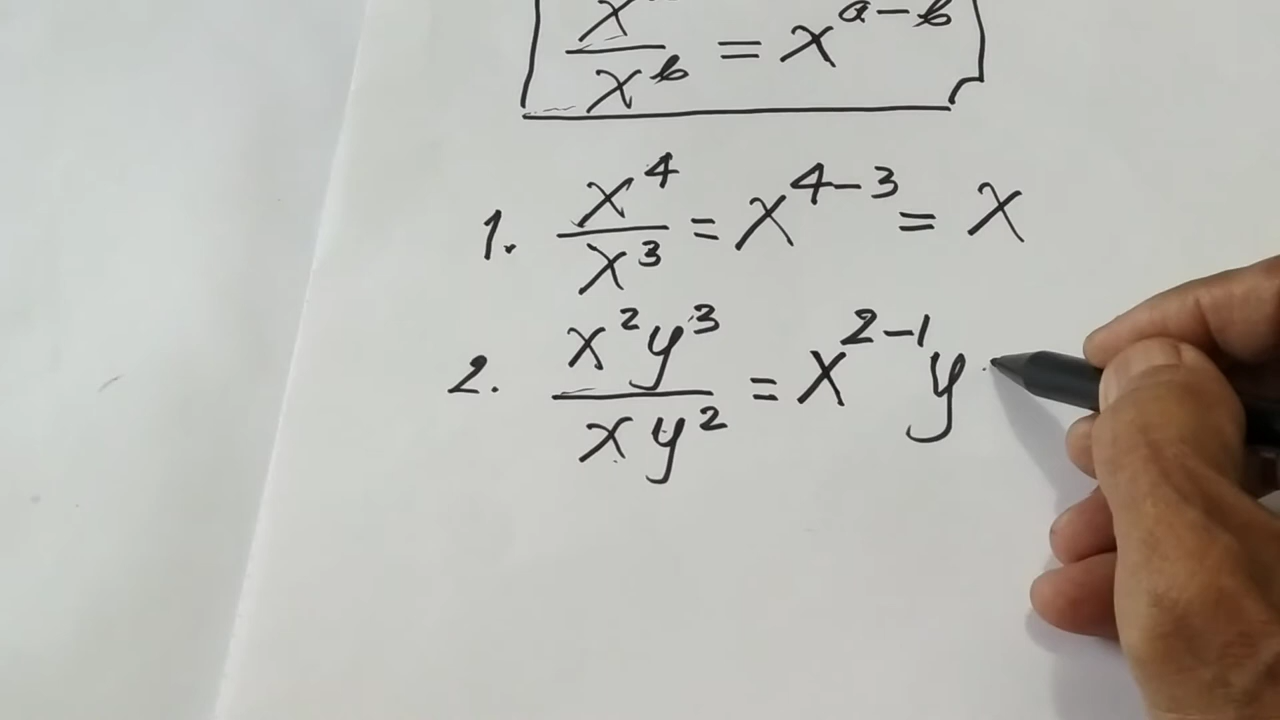 x/x^b = x^(a-b)
1. x^4/x^3 = x^(4-3) = x
2. x^2y^3/xy^2 = x^(2-1)y